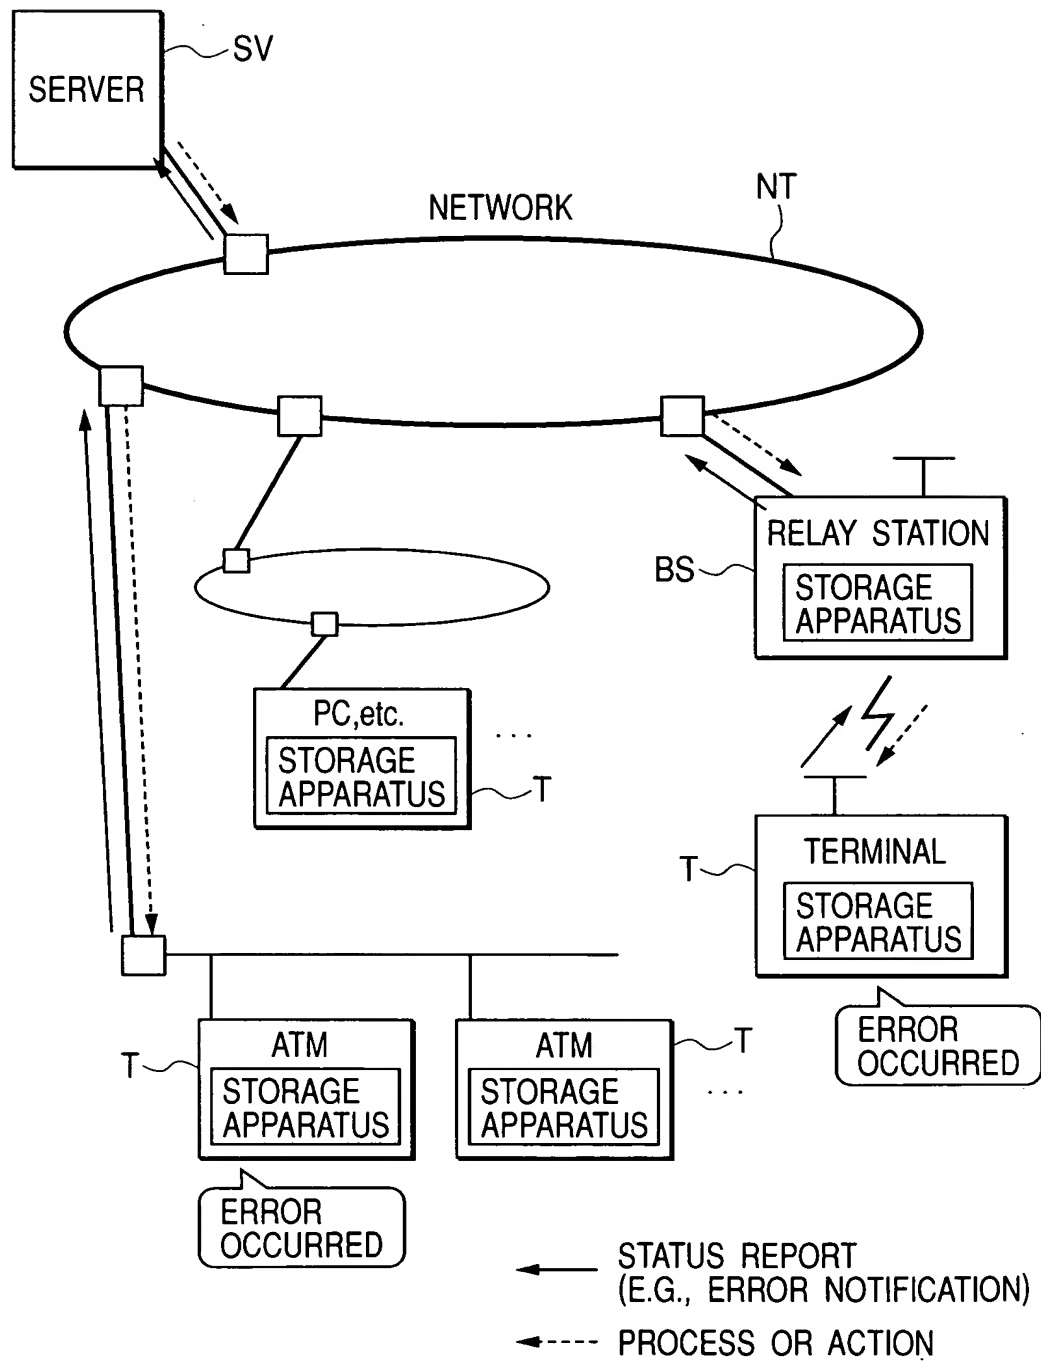 SV
SERVER
NETWORK
NT
RELAY STATION
BS
STORAGE
APPARATUS
PC,etc.
STORAGE
APPARATUS
...
T
TERMINAL
T
STORAGE
APPARATUS
ERROR
OCCURRED
ATM
T
STORAGE
APPARATUS
ATM
T
STORAGE
APPARATUS
...
ERROR
OCCURRED
STATUS REPORT
(E.G., ERROR NOTIFICATION)
PROCESS OR ACTION